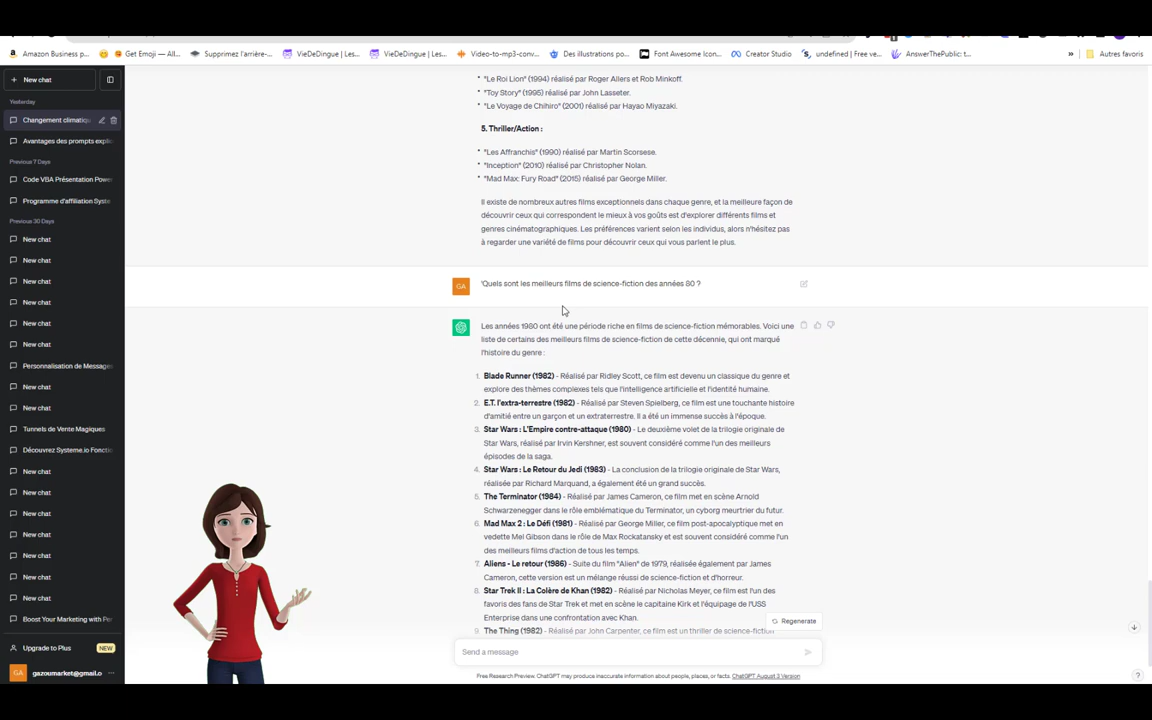 Amazon Business p...
Get Emoji — All...
Supprimez l'arrière-...
VieDeDingue | Les...
VieDeDingue | Les...
Video-to-mp3-conv...
Des illustrations po...
Font Awesome Icon...
Creator Studio
undefined | Free ve...
AnswerThePublic: t...
»
Autres favoris
+ New chat
Yesterday
Changement climatiqu
Avantages des prompts explic
Previous 7 Days
Code VBA Présentation Powe
Programme d'affiliation Syste
Previous 30 Days
New chat
New chat
New chat
New chat
New chat
New chat
Personnalisation de Messages
New chat
New chat
Tunnels de Vente Magiques
Découvrez Systeme.io Foncti
New chat
New chat
New chat
New chat
New chat
New chat
New chat
Boost Your Marketing with Pe
Upgrade to Plus NEW
GA gazoumarket@gmail.o ...
• "Le Roi Lion" (1994) réalisé par Roger Allers et Rob Minkoff.
• "Toy Story" (1995) réalisé par John Lasseter.
• "Le Voyage de Chihiro" (2001) réalisé par Hayao Miyazaki.
5. Thriller/Action :
• "Les Affranchis" (1990) réalisé par Martin Scorsese.
• "Inception" (2010) réalisé par Christopher Nolan.
• "Mad Max: Fury Road" (2015) réalisé par George Miller.
Il existe de nombreux autres films exceptionnels dans chaque genre, et la meilleure façon de
découvrir ceux qui correspondent le mieux à vos goûts est d'explorer différents films et
genres cinématographiques. Les préférences varient selon les individus, alors n'hésitez pas
à regarder une variété de films pour découvrir ceux qui vous parlent le plus.
GA 'Quels sont les meilleurs films de science-fiction des années 80 ?
Les années 1980 ont été une période riche en films de science-fiction mémorables. Voici une
liste de certains des meilleurs films de science-fiction de cette décennie, qui ont marqué
l'histoire du genre :
1. Blade Runner (1982) - Réalisé par Ridley Scott, ce film est devenu un classique du genre et
explore des thèmes complexes tels que l'intelligence artificielle et l'identité humaine.
2. E.T. l'extra-terrestre (1982) - Réalisé par Steven Spielberg, ce film est une touchante histoire
d'amitié entre un garçon et un extraterrestre. Il a été un immense succès à l'époque.
3. Star Wars : L'Empire contre-attaque (1980) - Le deuxième volet de la trilogie originale de
Star Wars, réalisé par Irvin Kershner, est souvent considéré comme l'un des meilleurs
épisodes de la saga.
4. Star Wars : Le Retour du Jedi (1983) - La conclusion de la trilogie originale de Star Wars,
réalisée par Richard Marquand, a également été un grand succès.
5. The Terminator (1984) - Réalisé par James Cameron, ce film met en scène Arnold
Schwarzenegger dans le rôle emblématique du Terminator, un cyborg meurtrier du futur.
6. Mad Max 2 : Le Défi (1981) - Réalisé par George Miller, ce film post-apocalyptique met en
vedette Mel Gibson dans le rôle de Max Rockatansky et est souvent considéré comme l'un
des meilleurs films d'action de tous les temps.
7. Aliens - Le retour (1986) - Suite du film "Alien" de 1979, réalisée également par James
Cameron, cette version est un mélange réussi de science-fiction et d'horreur.
8. Star Trek II : La Colère de Khan (1982) - Réalisé par Nicholas Meyer, ce film est l'un des
favoris des fans de Star Trek et met en scène le capitaine Kirk et l'équipage de l'USS
Enterprise dans une confrontation avec Khan.
9. The Thing (1982) - Réalisé par John Carpenter, ce film est un thriller de science-fiction
Regenerate
Send a message
Free Research Preview. ChatGPT may produce inaccurate information about people, places, or facts. ChatGPT August 3 Version
?